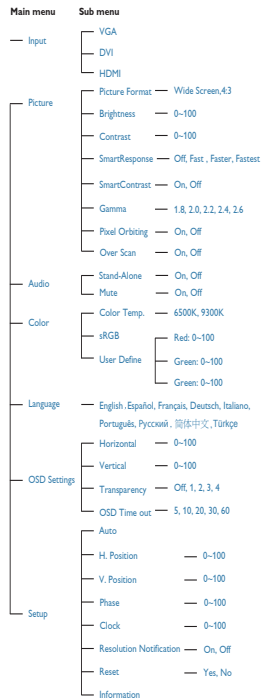 Main menu Sub menu
Input
VGA
DVI
HDMI
Picture
Picture Format Wide Screen,4:3
Brightness 0~100
Contrast 0~100
SmartResponse Off, Fast , Faster, Fastest
SmartContrast On, Off
Gamma 1.8, 2.0, 2.2, 2.4, 2.6
Pixel Orbiting On, Off
Over Scan On, Off
Audio
Stand-Alone On, Off
Mute On, Off
Color
Color Temp. 6500K, 9300K
sRGB
User Define
Red: 0~100
Green: 0~100
Green: 0~100
Language
English , Español, Français, Deutsch, Italiano,
Português, Русский , 简体中文 ,Türkçe
OSD Settings
Horizontal 0~100
Vertical 0~100
Transparency Off, 1, 2, 3, 4
OSD Time out 5, 10, 20, 30, 60
Setup
Auto
H. Position 0~100
V. Position 0~100
Phase 0~100
Clock 0~100
Resolution Notification On, Off
Reset Yes, No
Information